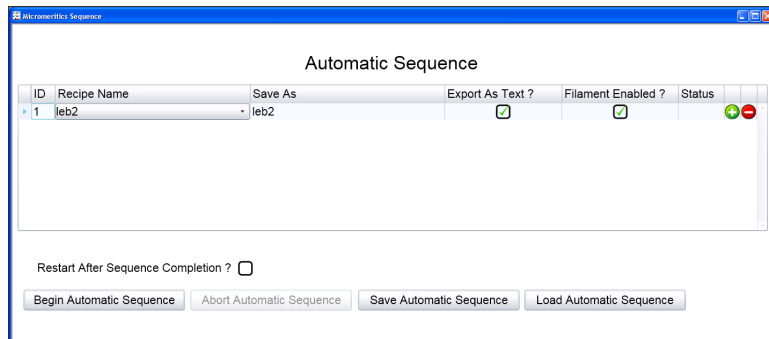 Micromeritics Sequence
Automatic Sequence
ID Recipe Name Save As Export As Text ? Filament Enabled ? Status
1 leb2 leb2
Restart After Sequence Completion ?
Begin Automatic Sequence Abort Automatic Sequence Save Automatic Sequence Load Automatic Sequence